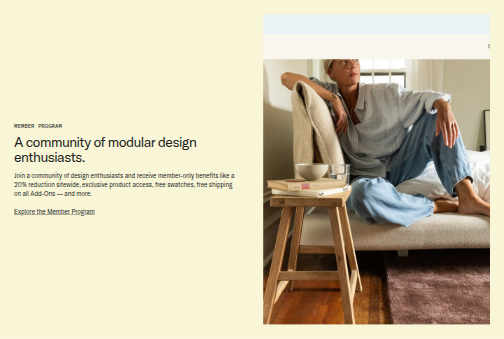 MEMBER PROGRAM
A community of modular design
enthusiasts.
Join a community of design enthusiasts and receive member-only benefits like a
20% reduction sitewide, exclusive product access, free swatches, free shipping
on all Add-Ons — and more.
Explore the Member Program